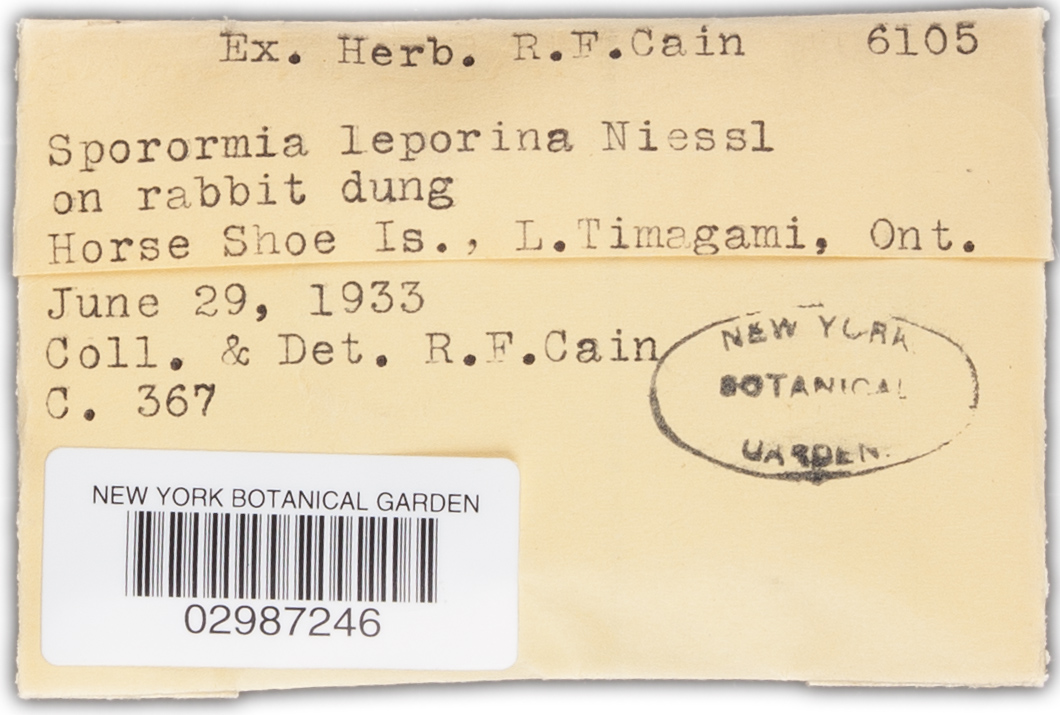 Ex. Herb. R.F.Cain 6105
Sporormia leporina Niessl
on rabbit dung
Horse Shoe Is., L.Timagami, Ont.
June 29, 1933
Coll. & Det. R.F.Cain
C. 367
NEW YORK
BOTANICAL
GARDEN
NEW YORK BOTANICAL GARDEN
02987246